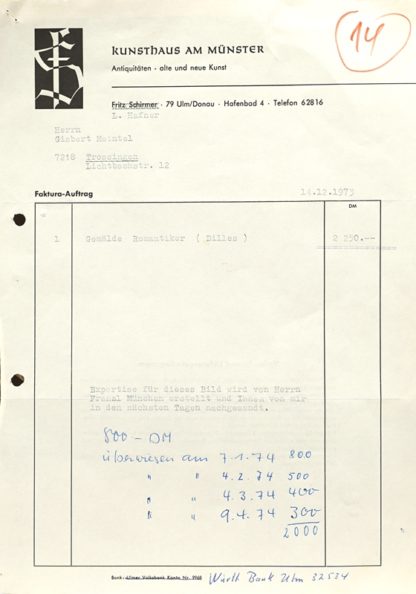 14
KUNSTHAUS AM MÜNSTER
Antiquitäten · alte und neue Kunst
Fritz Schirmer · 79 Ulm/Donau · Hafenbad 4 · Telefon 62816
L. Hafner
Herrn
Gisbert Meintel
7218 Trossingen
Lichteckstr. 12
Faktura-Auftrag 14.12.1973
DM
1 Gemälde Romantiker ( Dilles ) 2 250.--
Expertise für dieses Bild wird von Herrn
Fransl München erstellt und Ihnen von mir
in den nächsten Tagen nachgesandt.
800 - DM
überwiesen am 7.1.74 800
" " 4.2.74 500
" " 4.3.74 400
" " 9.4.74 300
2000
Bank: Ulmer Volksbank Konto Nr. 9968 Württ Bank Ulm 32534